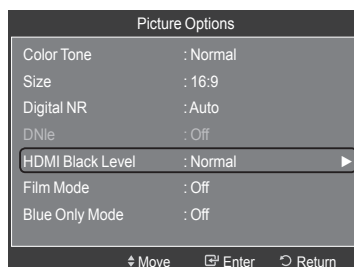 Picture Options
Color Tone : Normal
Size : 16:9
Digital NR : Auto
DNIe : Off
HDMI Black Level : Normal
Film Mode : Off
Blue Only Mode : Off
Move Enter Return